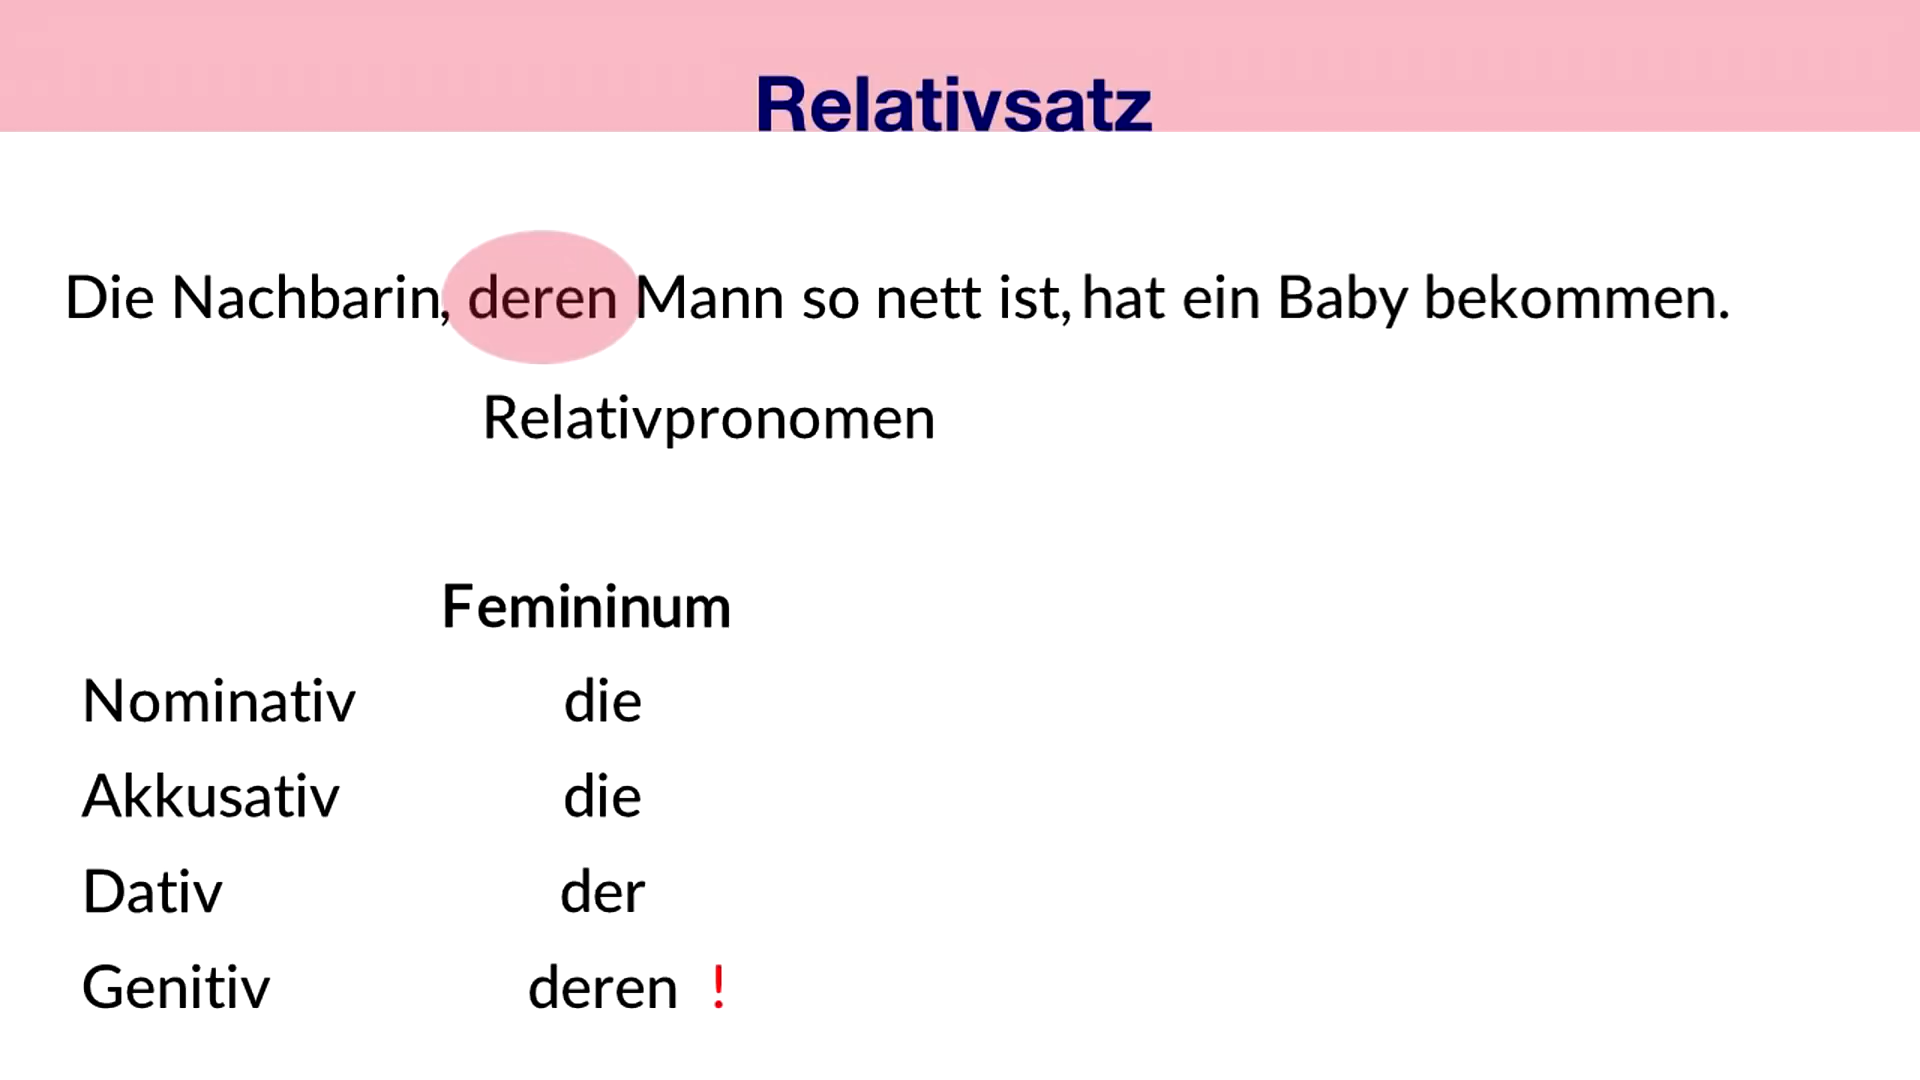 Relativsatz
Die Nachbarin, deren Mann so nett ist, hat ein Baby bekommen.
Relativpronomen
Femininum
Nominativ die
Akkusativ die
Dativ der
Genitiv deren !